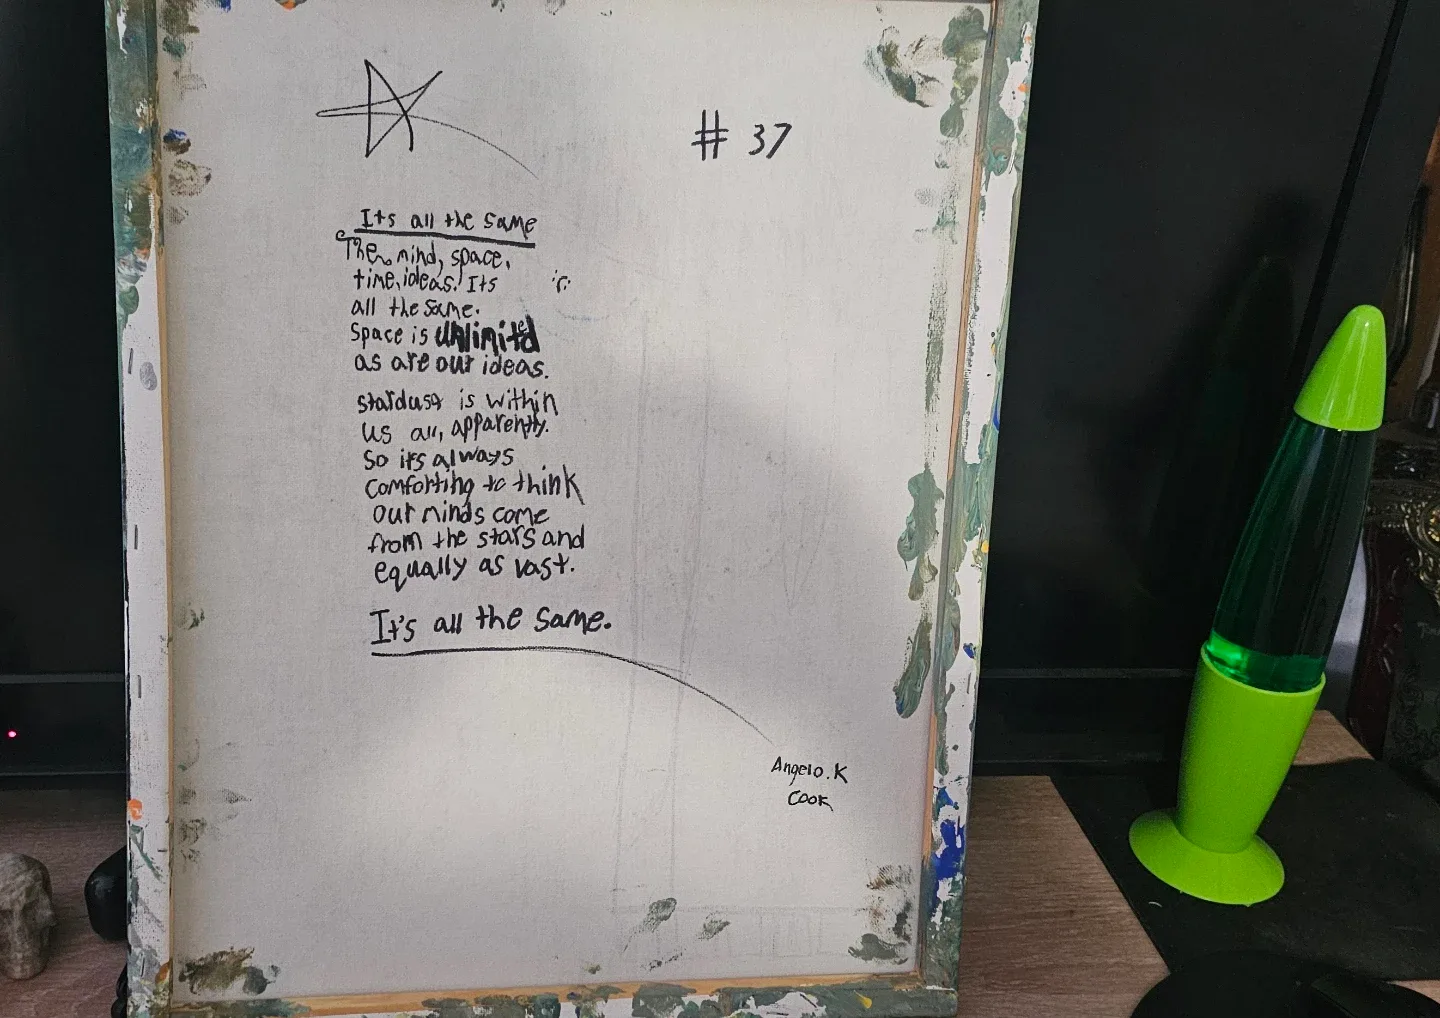 # 37
Its all the same
The mind, space,
time, ideas. Its
all the same.
Space is unlimited
as are our ideas.
stardust is within
us all, apparently.
So its always
comforting to think
our minds come
from the stars and
equally as vast.
It's all the same.
Angelo.K
Cook